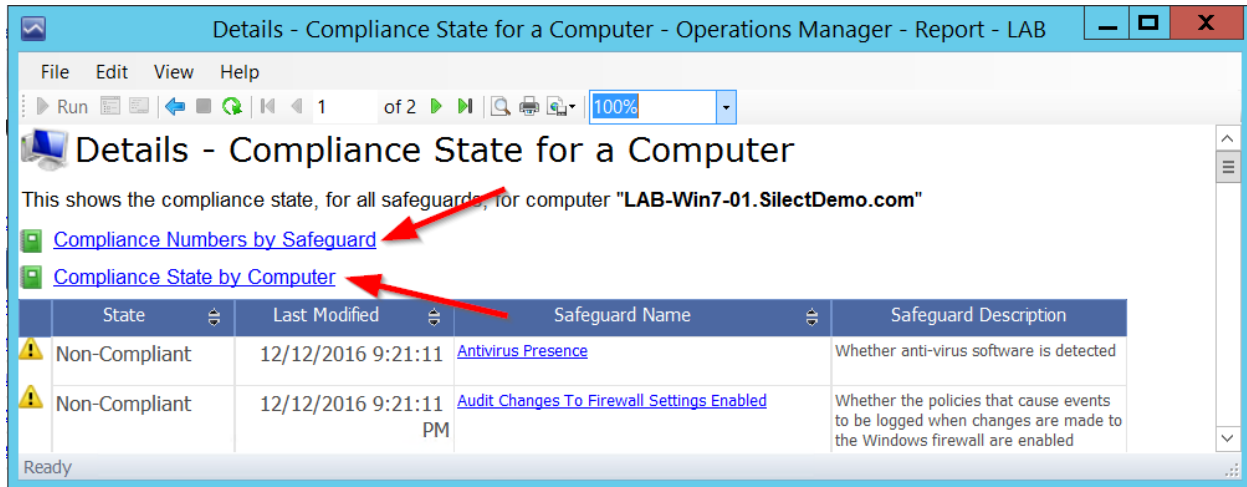 Details - Compliance State for a Computer - Operations Manager - Report - LAB
File Edit View Help
Run 1 of 2 100%
Details - Compliance State for a Computer
This shows the compliance state, for all safeguards, for computer "LAB-Win7-01.SilectDemo.com"
Compliance Numbers by Safeguard
Compliance State by Computer
State Last Modified Safeguard Name Safeguard Description
Non-Compliant 12/12/2016 9:21:11 Antivirus Presence Whether anti-virus software is detected
Non-Compliant 12/12/2016 9:21:11 Audit Changes To Firewall Settings Enabled Whether the policies that cause events
PM to be logged when changes are made to
the Windows firewall are enabled
Ready